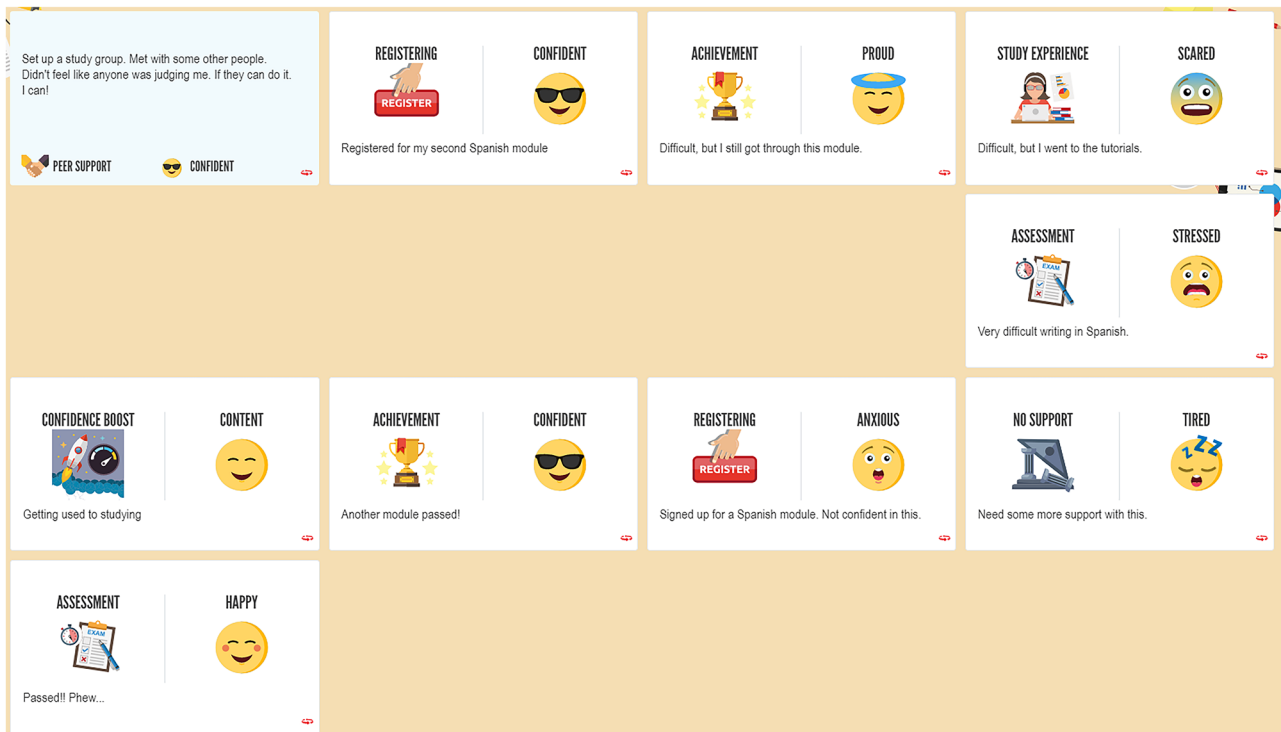 Set up a study group. Met with some other people.
Didn't feel like anyone was judging me. If they can do it.
I can!
PEER SUPPORT
CONFIDENT
REGISTERING
CONFIDENT
REGISTER
Registered for my second Spanish module
ACHIEVEMENT
PROUD
Difficult, but I still got through this module.
STUDY EXPERIENCE
SCARED
Difficult, but I went to the tutorials.
ASSESSMENT
STRESSED
EXAM
Very difficult writing in Spanish.
CONFIDENCE BOOST
CONTENT
Getting used to studying
ACHIEVEMENT
CONFIDENT
Another module passed!
REGISTERING
ANXIOUS
REGISTER
Signed up for a Spanish module. Not confident in this.
NO SUPPORT
TIRED
Z Z Z
Need some more support with this.
ASSESSMENT
HAPPY
EXAM
Passed!! Phew...